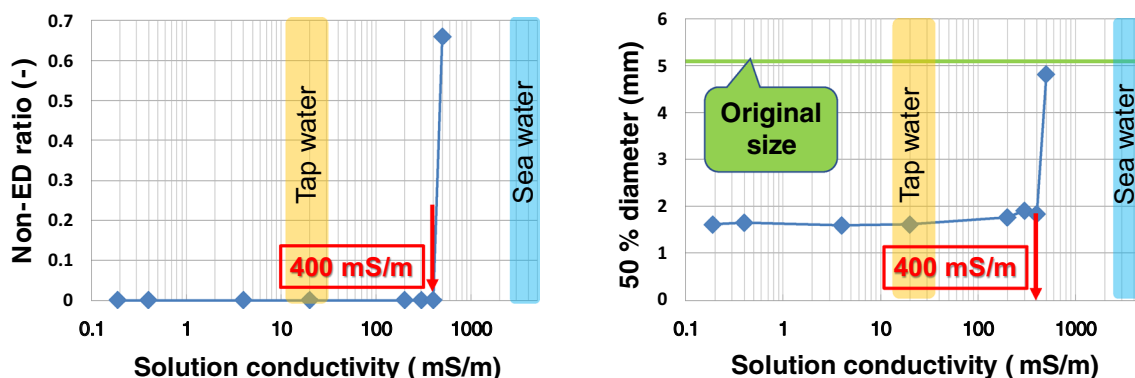 Non-ED ratio (-)
0.7
0.6
0.5
0.4
0.3
0.2
0.1
0
Tap water
Sea water
400 mS/m
0.1 1 10 100 1000
Solution conductivity ( mS/m)
50 % diameter (mm)
6
5
4
3
2
1
0
Original
size
Tap water
Sea water
400 mS/m
0.1 1 10 100 1000
Solution conductivity ( mS/m)